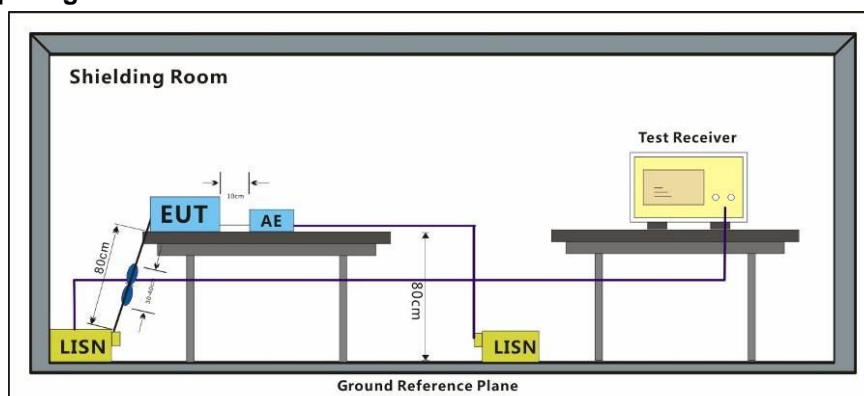 Shielding Room
Test Receiver
10cm
EUT
AE
80cm
30-40cm
80cm
LISN
LISN
Ground Reference Plane